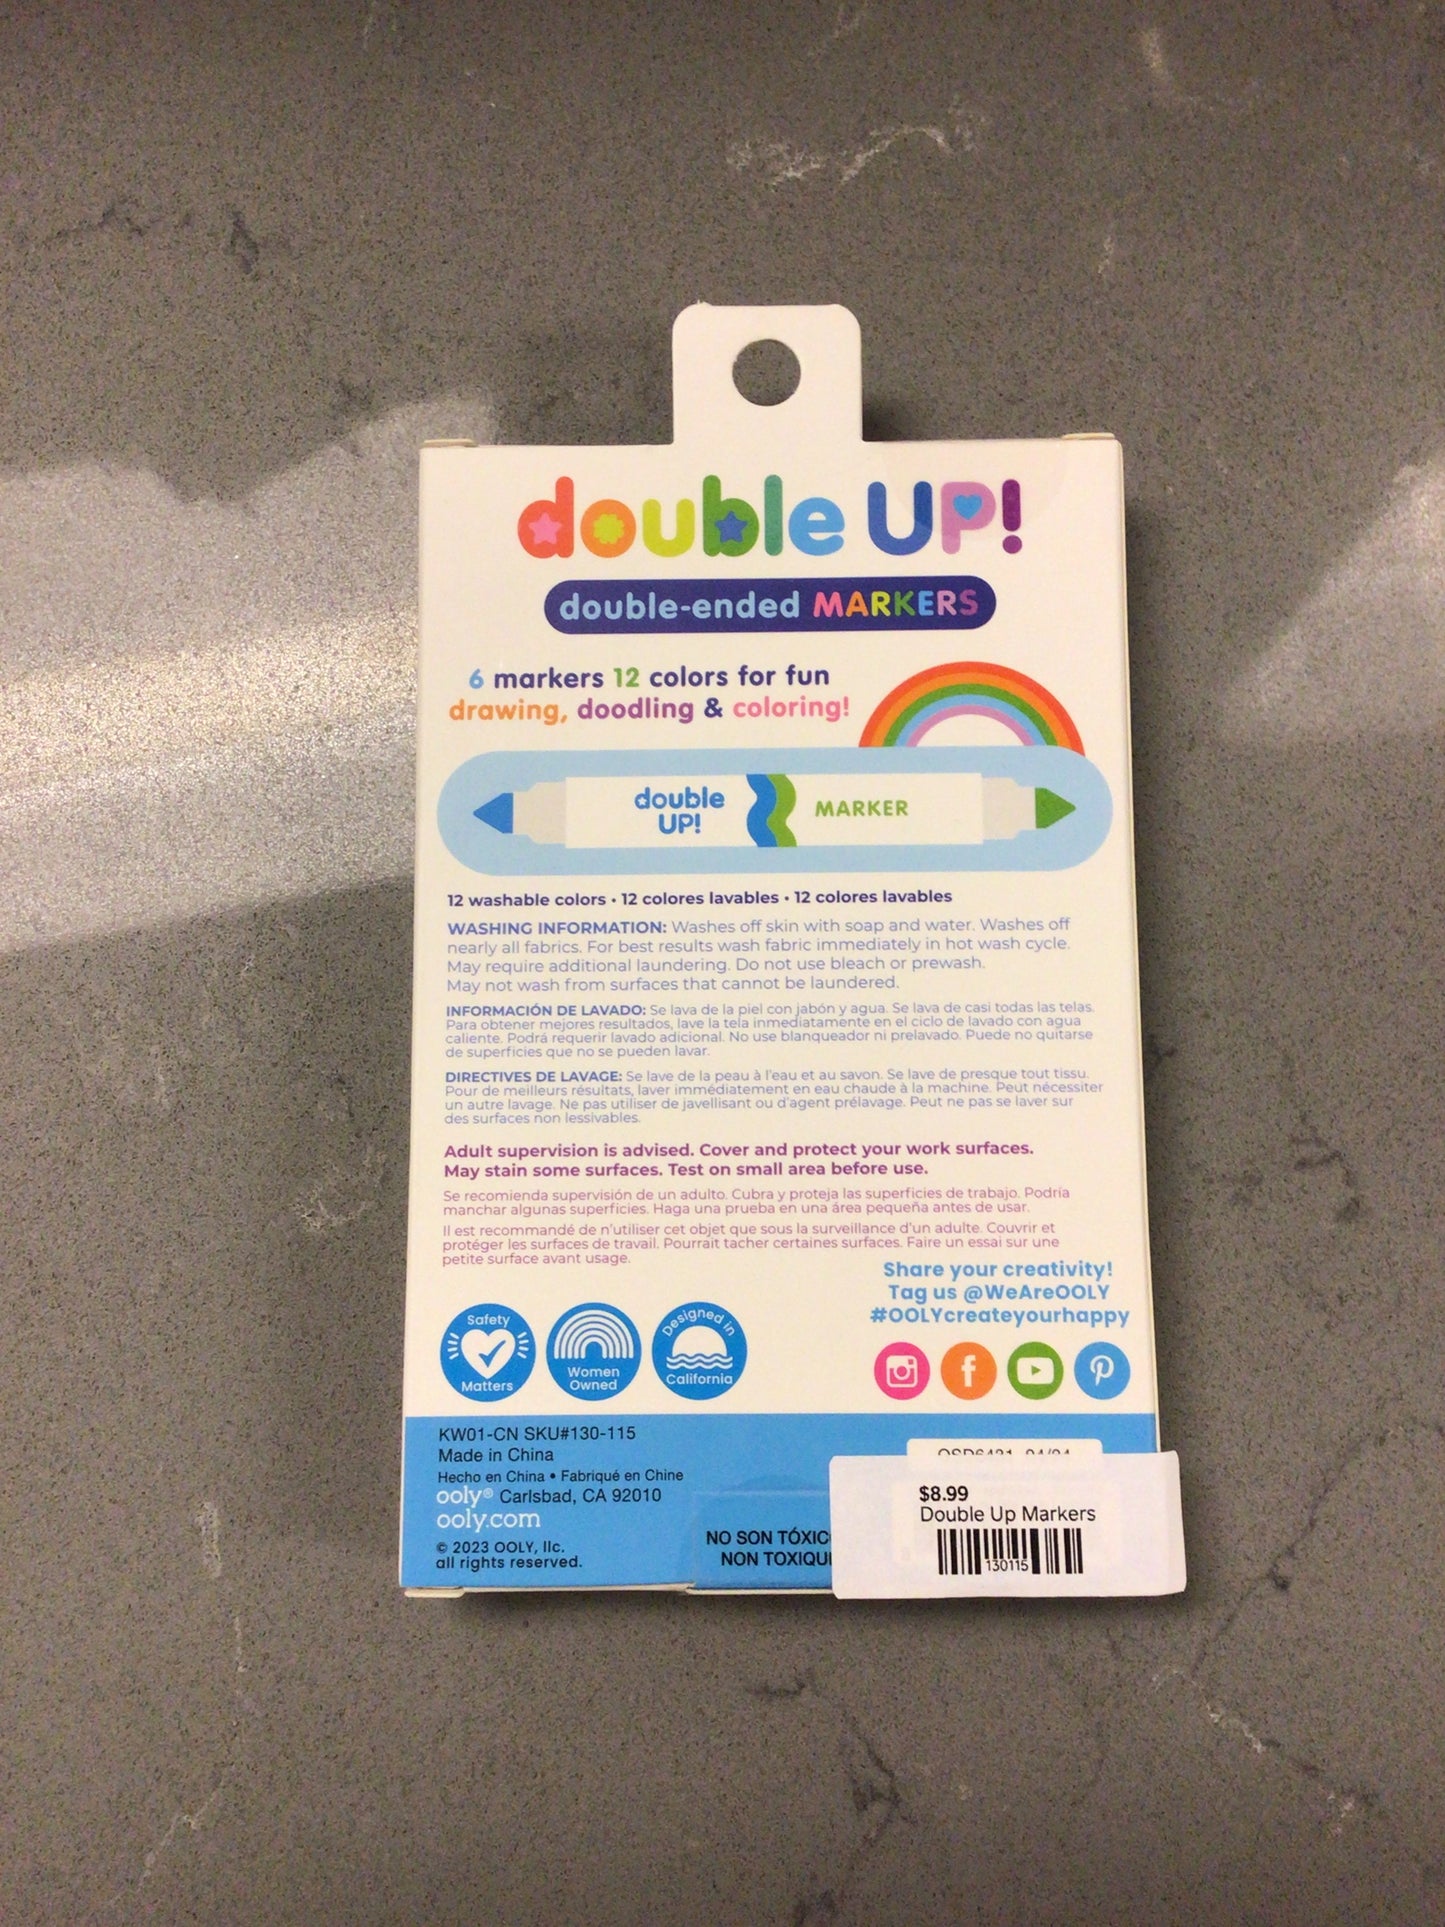 double UP!
double-ended MARKERS
6 markers 12 colors for fun
drawing, doodling & coloring!
double
UP!
MARKER
12 washable colors • 12 colores lavables • 12 colores lavables
WASHING INFORMATION: Washes off skin with soap and water. Washes off
nearly all fabrics. For best results wash fabric immediately in hot wash cycle.
May require additional laundering. Do not use bleach or prewash.
May not wash from surfaces that cannot be laundered.
INFORMACIÓN DE LAVADO: Se lava de la piel con jabón y agua. Se lava de casi todas las telas.
Para obtener mejores resultados, lave la tela inmediatamente en el ciclo de lavado con agua
caliente. Podrá requerir lavado adicional. No use blanqueador ni prelavado. Puede no quitarse
de superficies que no se pueden lavar.
DIRECTIVES DE LAVAGE: Se lave de la peau à l'eau et au savon. Se lave de presque tout tissu.
Pour de meilleurs résultats, laver immédiatement en eau chaude à la machine. Peut nécessiter
un autre lavage. Ne pas utiliser de javellisant ou d'agent prélavage. Peut ne pas se laver sur
des surfaces non lessivables.
Adult supervision is advised. Cover and protect your work surfaces.
May stain some surfaces. Test on small area before use.
Se recomienda supervisión de un adulto. Cubra y proteja las superficies de trabajo. Podría
manchar algunas superficies. Haga una prueba en una área pequeña antes de usar.
Il est recommandé de n'utiliser cet objet que sous la surveillance d'un adulte. Couvrir et
protéger les surfaces de travail. Pourrait tacher certaines surfaces. Faire un essai sur une
petite surface avant usage.
Share your creativity!
Tag us @WeAreOOLY
#OOLYcreateyourhappy
Safety
Matters
Women
Owned
Designed in
California
KW01-CN SKU#130-115
Made in China
Hecho en China • Fabriqué en Chine
ooly® Carlsbad, CA 92010
ooly.com
© 2023 OOLY, llc.
all rights reserved.
NO SON TÓXIC
NON TOXIQU
$8.99
Double Up Markers
130115